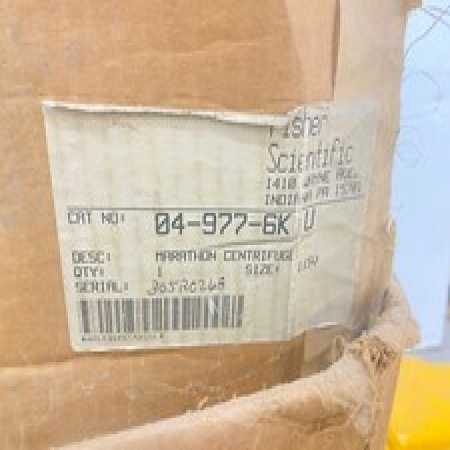 Fisher
Scientific
1410 WAYNE AVE.
INDIANA PA 15701
CAT NO: 04-977-6K U
DESC: MARATHON CENTRIFUGE
QTY: 1 SIZE:
SERIAL: 305R0268